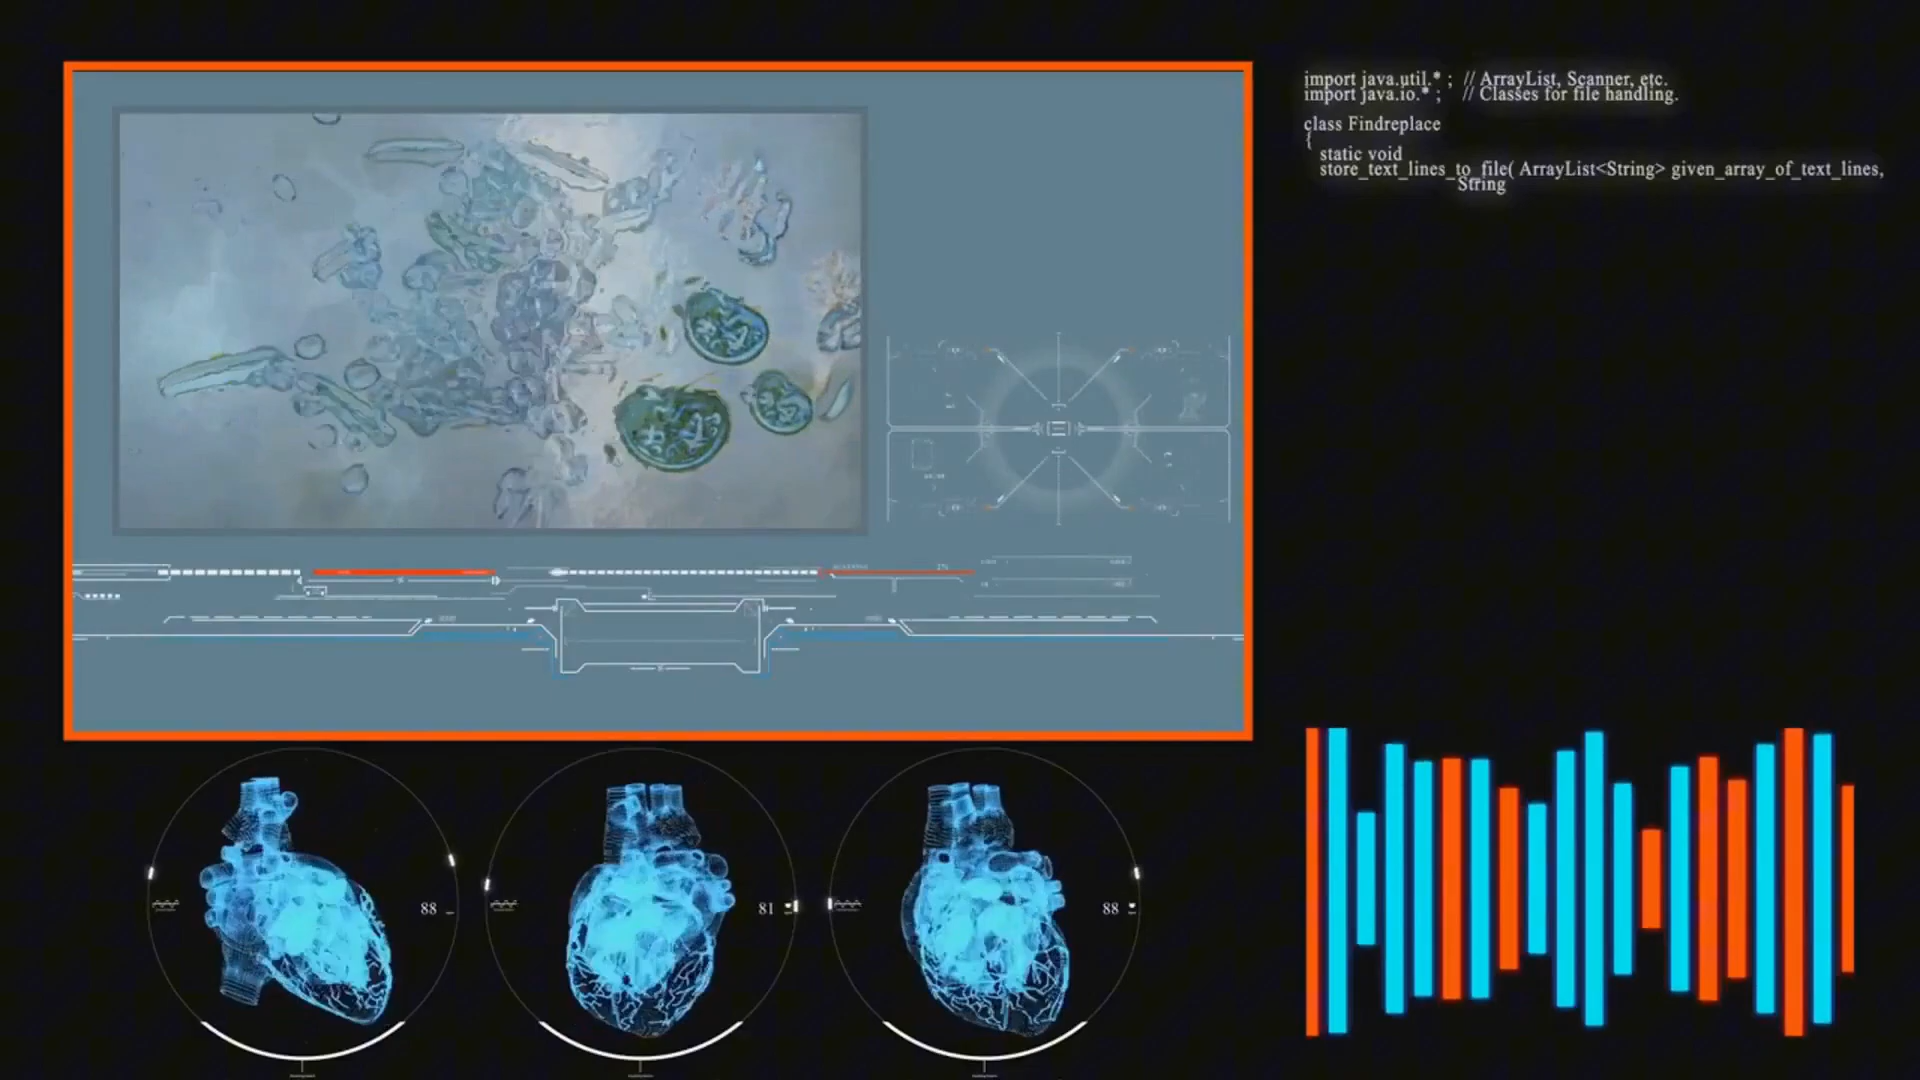 import java.util.* ;  // ArrayList, Scanner, etc.
import java.io.* ;    // Classes for file handling.
class Findreplace
{
static void
store_text_lines_to_file( ArrayList<String> given_array_of_text_lines,
String
88
81
88